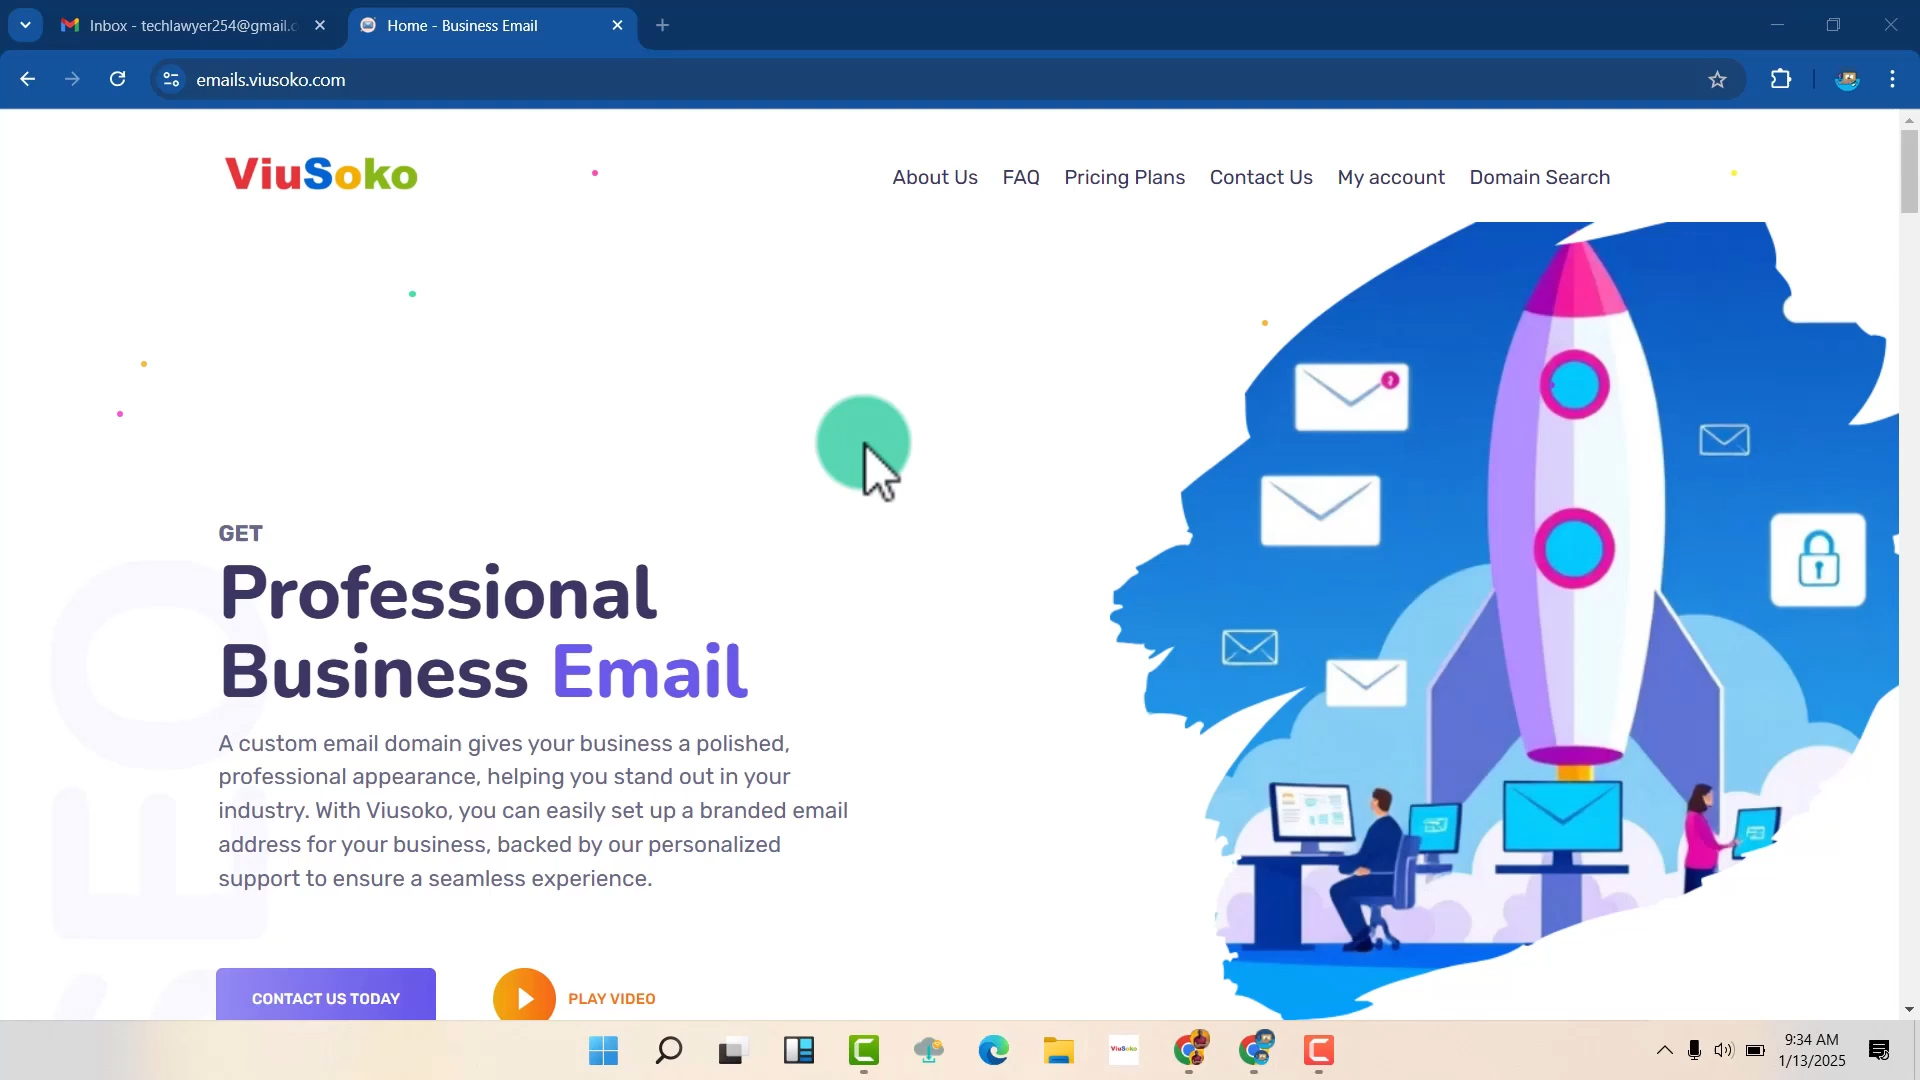 Inbox - techlawyer254@gmail.c
Home - Business Email
emails.viusoko.com
ViuSoko
About Us
FAQ
Pricing Plans
Contact Us
My account
Domain Search
GET
Professional
Business Email
A custom email domain gives your business a polished,
professional appearance, helping you stand out in your
industry. With Viusoko, you can easily set up a branded email
address for your business, backed by our personalized
support to ensure a seamless experience.
CONTACT US TODAY
PLAY VIDEO
SEO
ViuSoko
9:34 AM
1/13/2025